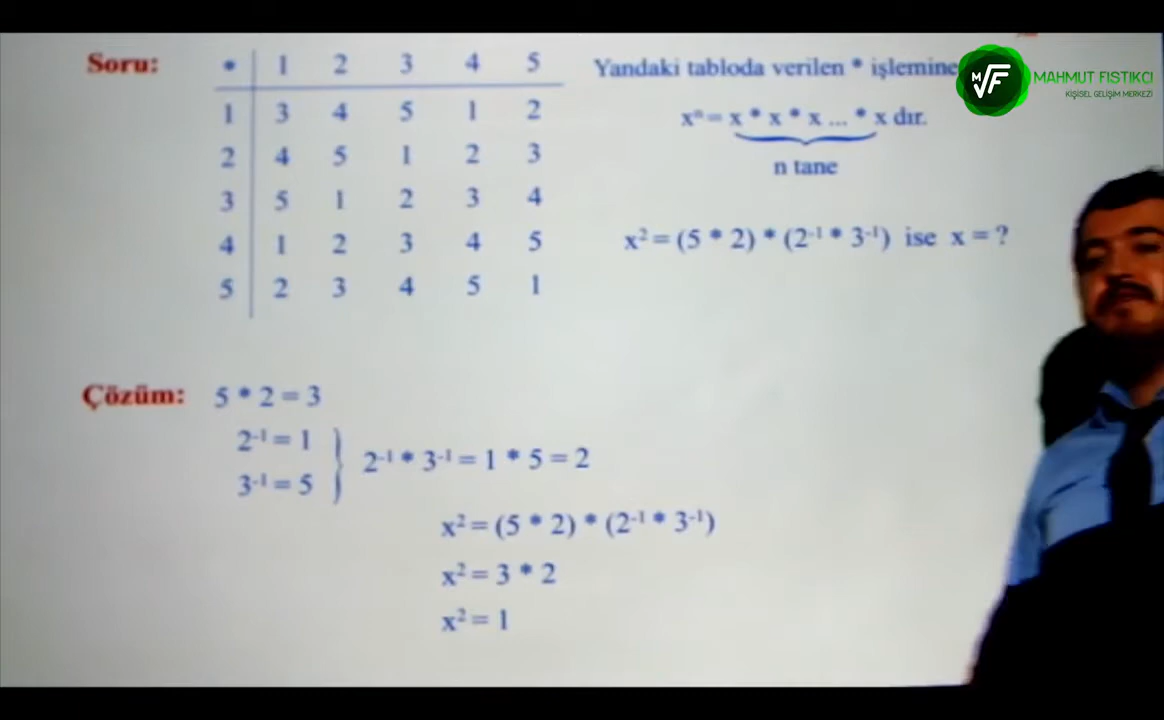 Soru: * 1 2 3 4 5
1 3 4 5 1 2
2 4 5 1 2 3
3 5 1 2 3 4
4 1 2 3 4 5
5 2 3 4 5 1
Yandaki tabloda verilen * işlemine
xⁿ = x * x * x ... * x dır.
n tane
x² = (5 * 2) * (2⁻¹ * 3⁻¹) ise x = ?
MVF
MAHMUT FISTIKCI
KİŞİSEL GELİŞİM MERKEZİ
Çözüm: 5 * 2 = 3
2⁻¹ = 1
3⁻¹ = 5
2⁻¹ * 3⁻¹ = 1 * 5 = 2
x² = (5 * 2) * (2⁻¹ * 3⁻¹)
x² = 3 * 2
x² = 1